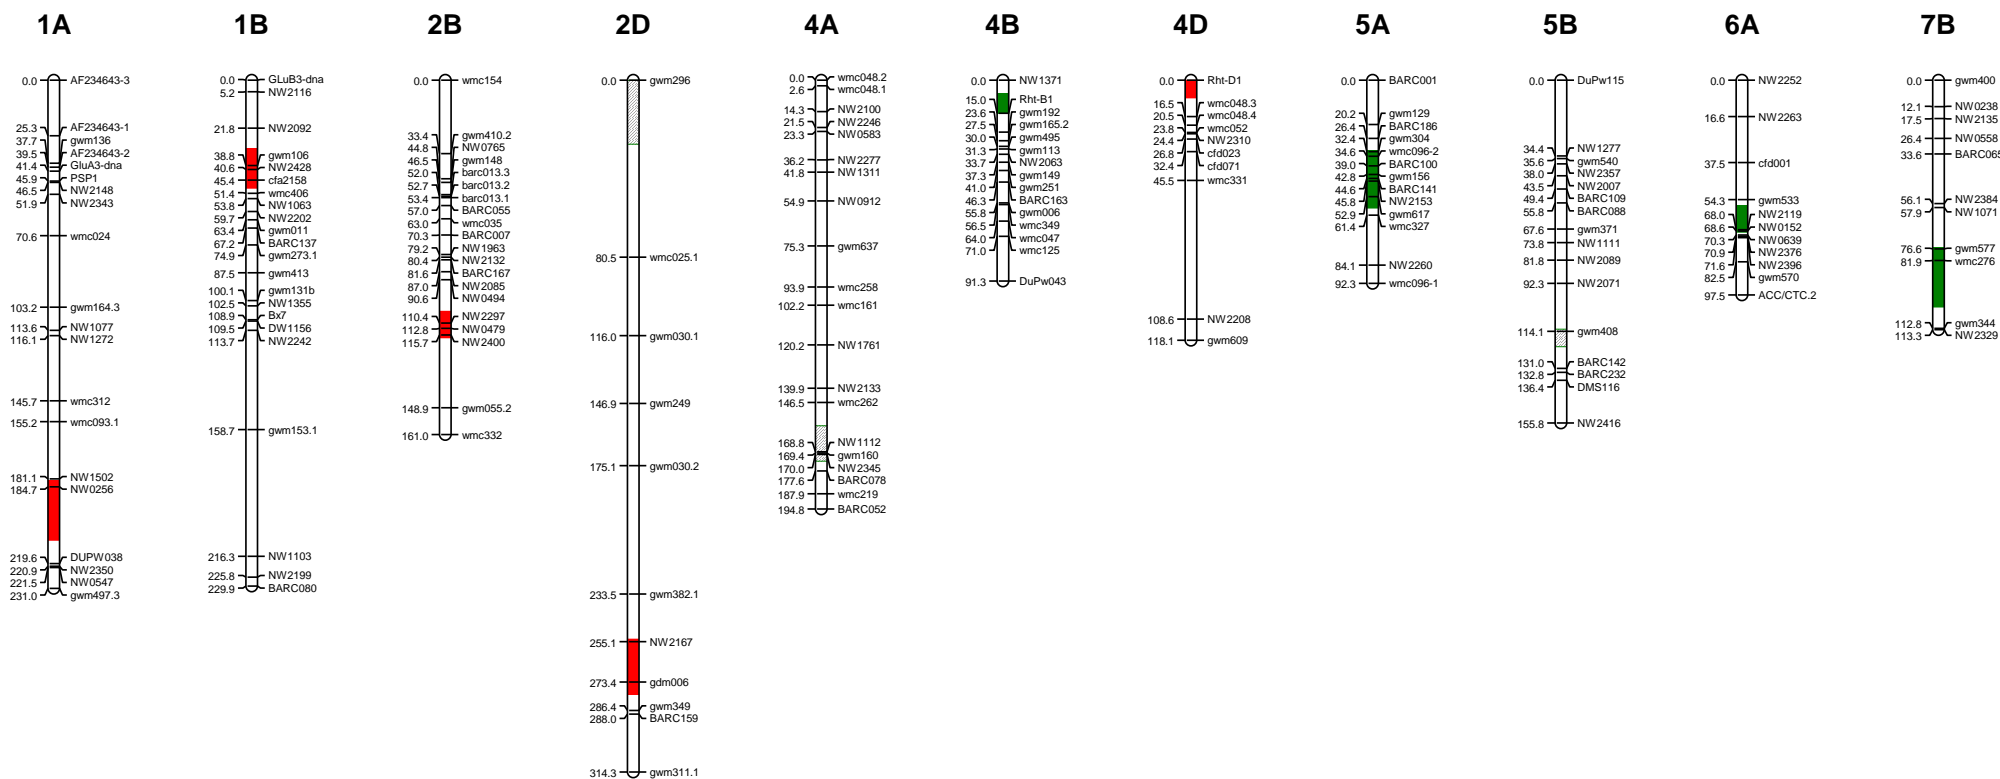 1A
0.0 AF234643-3
25.3 AF234643-1
37.7 gwm136
39.5 AF234643-2
41.4 GluA3-dna
45.9 PSP1
46.5 NW2148
51.9 NW2343
70.6 wmc024
103.2 gwm164.3
113.6 NW1077
116.1 NW1272
145.7 wmc312
155.2 wmc093.1
181.1 NW1502
184.7 NW0256
219.6 DUPW038
220.9 NW2350
221.5 NW0547
231.0 gwm497.3
1B
0.0 GLuB3-dna
5.2 NW2116
21.8 NW2092
38.8 gwm106
40.6 NW2428
45.4 cfa2158
51.4 wmc406
53.8 NW1063
59.7 NW2202
63.4 gwm011
67.2 BARC137
74.9 gwm273.1
87.5 gwm413
100.1 gwm131b
102.5 NW1355
108.9 Bx7
109.5 DW1156
113.7 NW2242
158.7 gwm153.1
216.3 NW1103
225.8 NW2199
229.9 BARC080
2B
0.0 wmc154
33.4 gwm410.2
44.8 NW0765
46.5 gwm148
52.0 barc013.3
52.7 barc013.2
53.4 barc013.1
57.0 BARC055
63.0 wmc035
70.3 BARC007
79.2 NW1963
80.4 NW2132
81.6 BARC167
87.0 NW2085
90.6 NW0494
110.4 NW2297
112.8 NW0479
115.7 NW2400
148.9 gwm055.2
161.0 wmc332
2D
0.0 gwm296
80.5 wmc025.1
116.0 gwm030.1
146.9 gwm249
175.1 gwm030.2
233.5 gwm382.1
255.1 NW2167
273.4 gdm006
286.4 gwm349
288.0 BARC159
314.3 gwm311.1
4A
0.0 wmc048.2
2.6 wmc048.1
14.3 NW2100
21.5 NW2246
23.3 NW0583
36.2 NW2277
41.8 NW1311
54.9 NW0912
75.3 gwm637
93.9 wmc258
102.2 wmc161
120.2 NW1761
139.9 NW2133
146.5 wmc262
168.8 NW1112
169.4 gwm160
170.0 NW2345
177.6 BARC078
187.9 wmc219
194.8 BARC052
4B
0.0 NW1371
15.0 Rht-B1
23.6 gwm192
27.5 gwm165.2
30.0 gwm495
31.3 gwm113
33.7 NW2063
37.3 gwm149
41.0 gwm251
46.3 BARC163
55.8 gwm006
56.5 wmc349
64.0 wmc047
71.0 wmc125
91.3 DuPw043
4D
0.0 Rht-D1
16.5 wmc048.3
20.5 wmc048.4
23.8 wmc052
24.4 NW2310
26.8 cfd023
32.4 cfd071
45.5 wmc331
108.6 NW2208
118.1 gwm609
5A
0.0 BARC001
20.2 gwm129
26.4 BARC186
32.4 gwm304
34.6 wmc096-2
39.0 BARC100
42.8 gwm156
44.6 BARC141
45.8 NW2153
52.9 gwm617
61.4 wmc327
84.1 NW2260
92.3 wmc096-1
5B
0.0 DuPw115
34.4 NW1277
35.6 gwm540
38.0 NW2357
43.5 NW2007
49.4 BARC109
55.8 BARC088
67.6 gwm371
73.8 NW1111
81.8 NW2089
92.3 NW2071
114.1 gwm408
131.0 BARC142
132.8 BARC232
136.4 DMS116
155.8 NW2416
6A
0.0 NW2252
16.6 NW2263
37.5 cfd001
54.3 gwm533
68.0 NW2119
68.6 NW0152
70.3 NW0639
70.9 NW2376
71.6 NW2396
82.5 gwm570
97.5 ACC/CTC.2
7B
0.0 gwm400
12.1 NW0238
17.5 NW2135
26.4 NW0558
33.6 BARC065
56.1 NW2384
57.9 NW1071
76.6 gwm577
81.9 wmc276
112.8 gwm344
113.3 NW2329